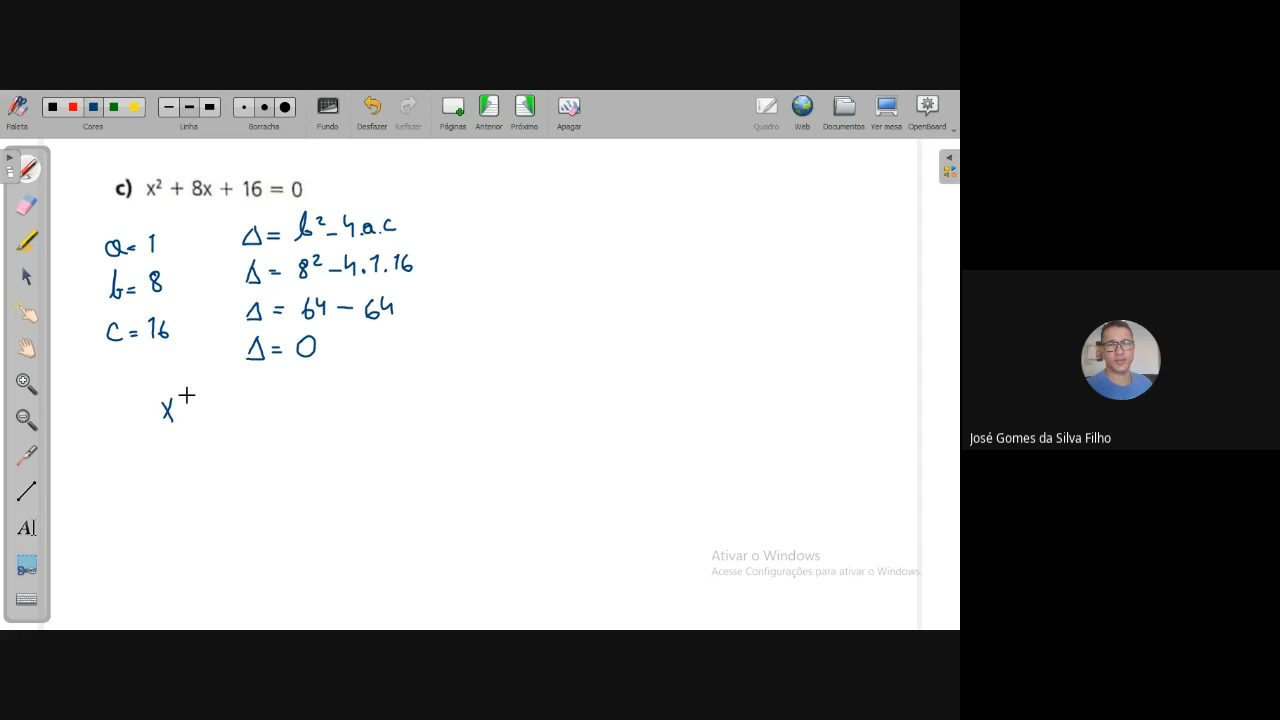 Paleta
Cores
Linha
Borracha
Fundo
Desfazer
Refazer
Páginas
Anterior
Próximo
Apagar
Quadro
Web
Documentos
Ver mesa
OpenBoard
c) x² + 8x + 16 = 0
a = 1
b = 8
c = 16
Δ = b² - 4.a.c
Δ = 8² - 4.1.16
Δ = 64 - 64
Δ = 0
x
A
José Gomes da Silva Filho
Ativar o Windows
Acesse Configurações para ativar o Windows.